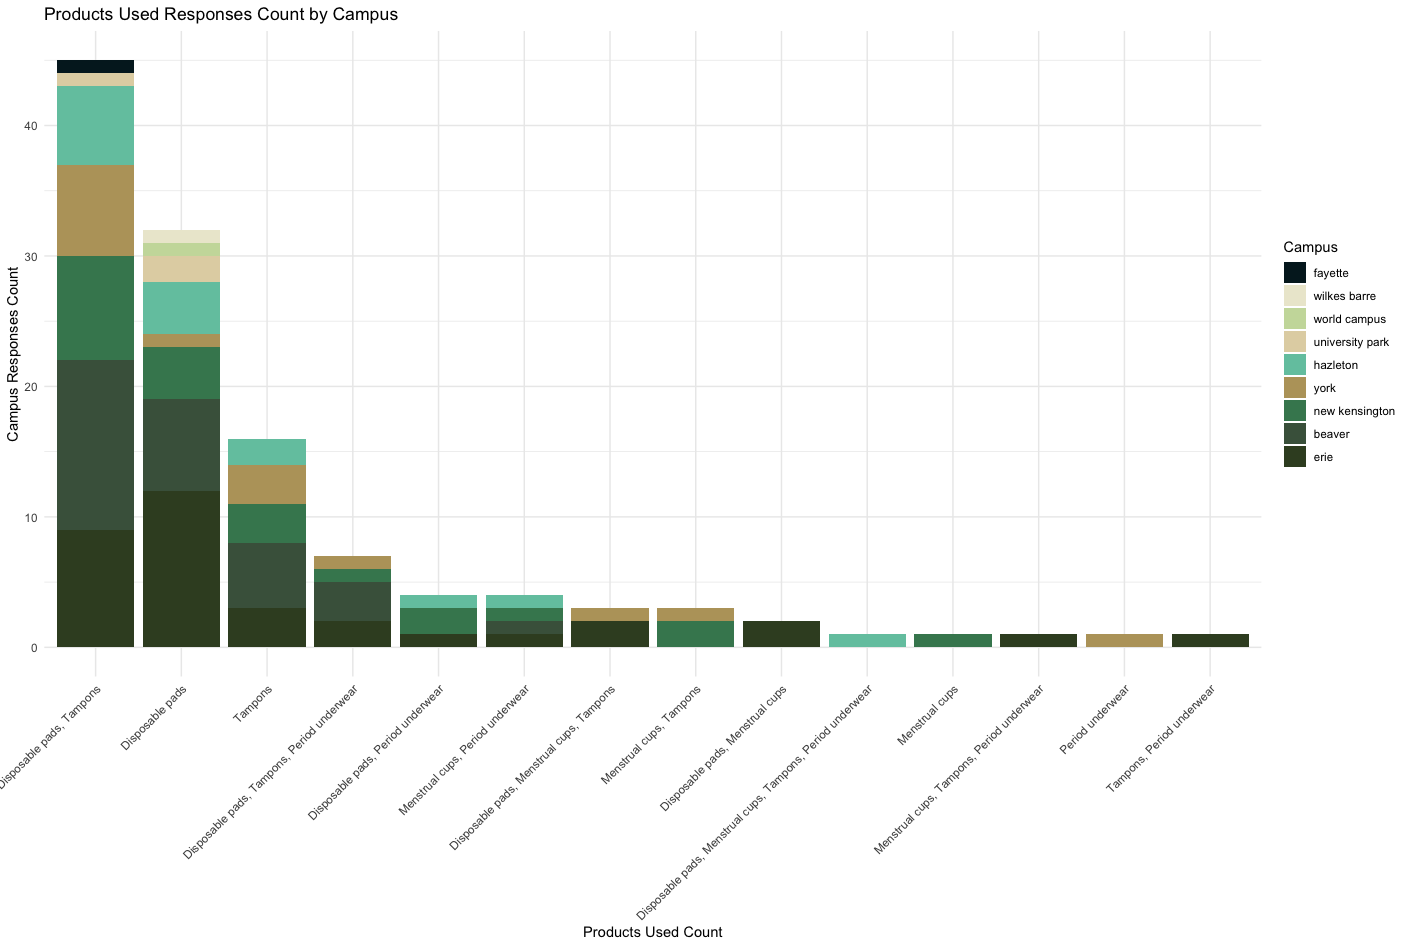 Products Used Responses Count by Campus
Campus Responses Count
40
30
20
10
0
Disposable pads, Tampons
Disposable pads
Tampons
Disposable pads, Tampons, Period underwear
Disposable pads, Period underwear
Menstrual cups, Period underwear
Disposable pads, Menstrual cups, Tampons
Menstrual cups, Tampons
Disposable pads, Menstrual cups
Disposable pads, Menstrual cups, Tampons, Period underwear
Menstrual cups
Menstrual cups, Tampons, Period underwear
Period underwear
Tampons, Period underwear
Products Used Count
Campus
fayette
wilkes barre
world campus
university park
hazleton
york
new kensington
beaver
erie